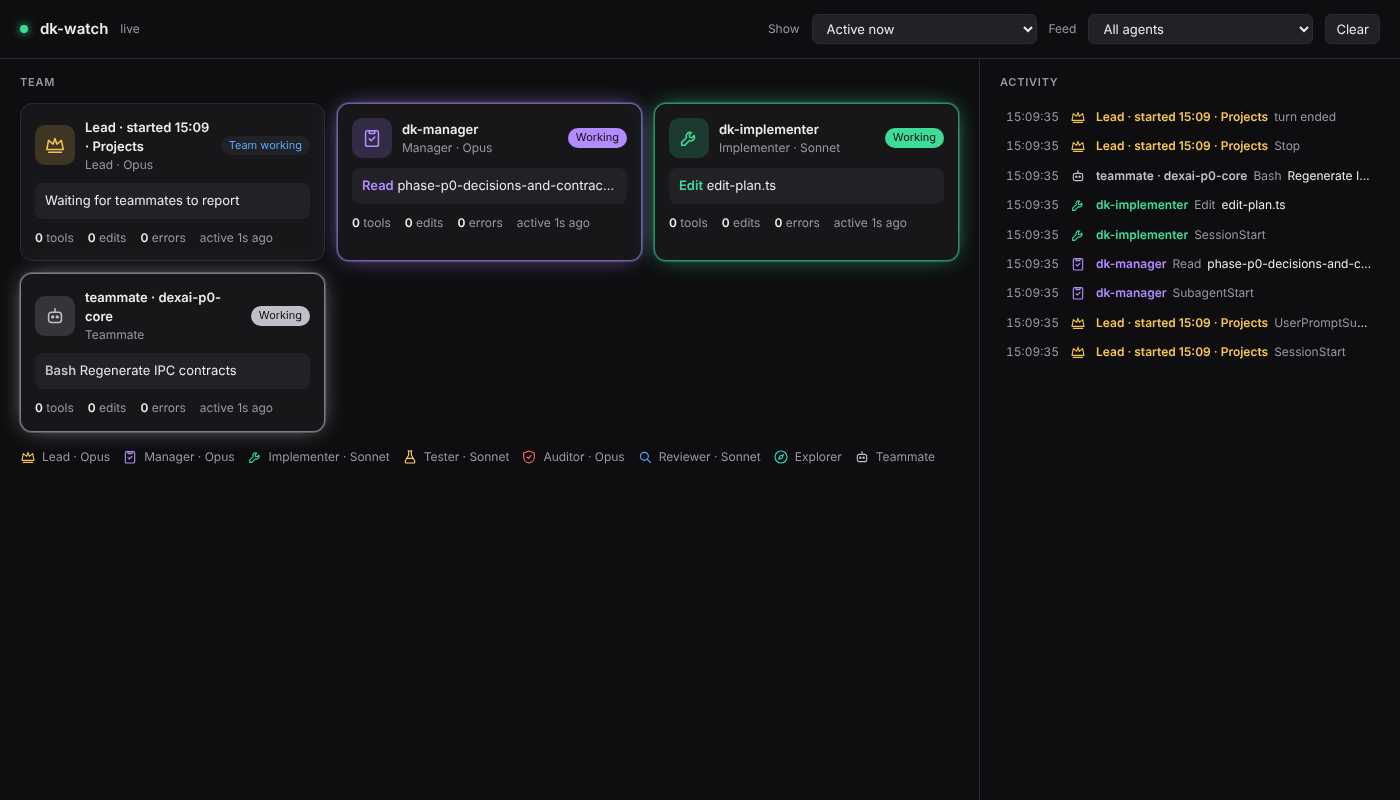 dk-watch live Show Active now Feed All agents Clear
TEAM
Lead · started 15:09
· Projects
Lead · Opus
Team working
Waiting for teammates to report
0 tools 0 edits 0 errors active 1s ago
dk-manager
Manager · Opus
Working
Read phase-p0-decisions-and-contrac...
0 tools 0 edits 0 errors active 1s ago
dk-implementer
Implementer · Sonnet
Working
Edit edit-plan.ts
0 tools 0 edits 0 errors active 1s ago
teammate · dexai-p0-
core
Teammate
Working
Bash Regenerate IPC contracts
0 tools 0 edits 0 errors active 1s ago
Lead · Opus Manager · Opus Implementer · Sonnet Tester · Sonnet Auditor · Opus Reviewer · Sonnet Explorer Teammate
ACTIVITY
15:09:35 Lead · started 15:09 · Projects turn ended
15:09:35 Lead · started 15:09 · Projects Stop
15:09:35 teammate · dexai-p0-core Bash Regenerate I...
15:09:35 dk-implementer Edit edit-plan.ts
15:09:35 dk-implementer SessionStart
15:09:35 dk-manager Read phase-p0-decisions-and-c...
15:09:35 dk-manager SubagentStart
15:09:35 Lead · started 15:09 · Projects UserPromptSu...
15:09:35 Lead · started 15:09 · Projects SessionStart